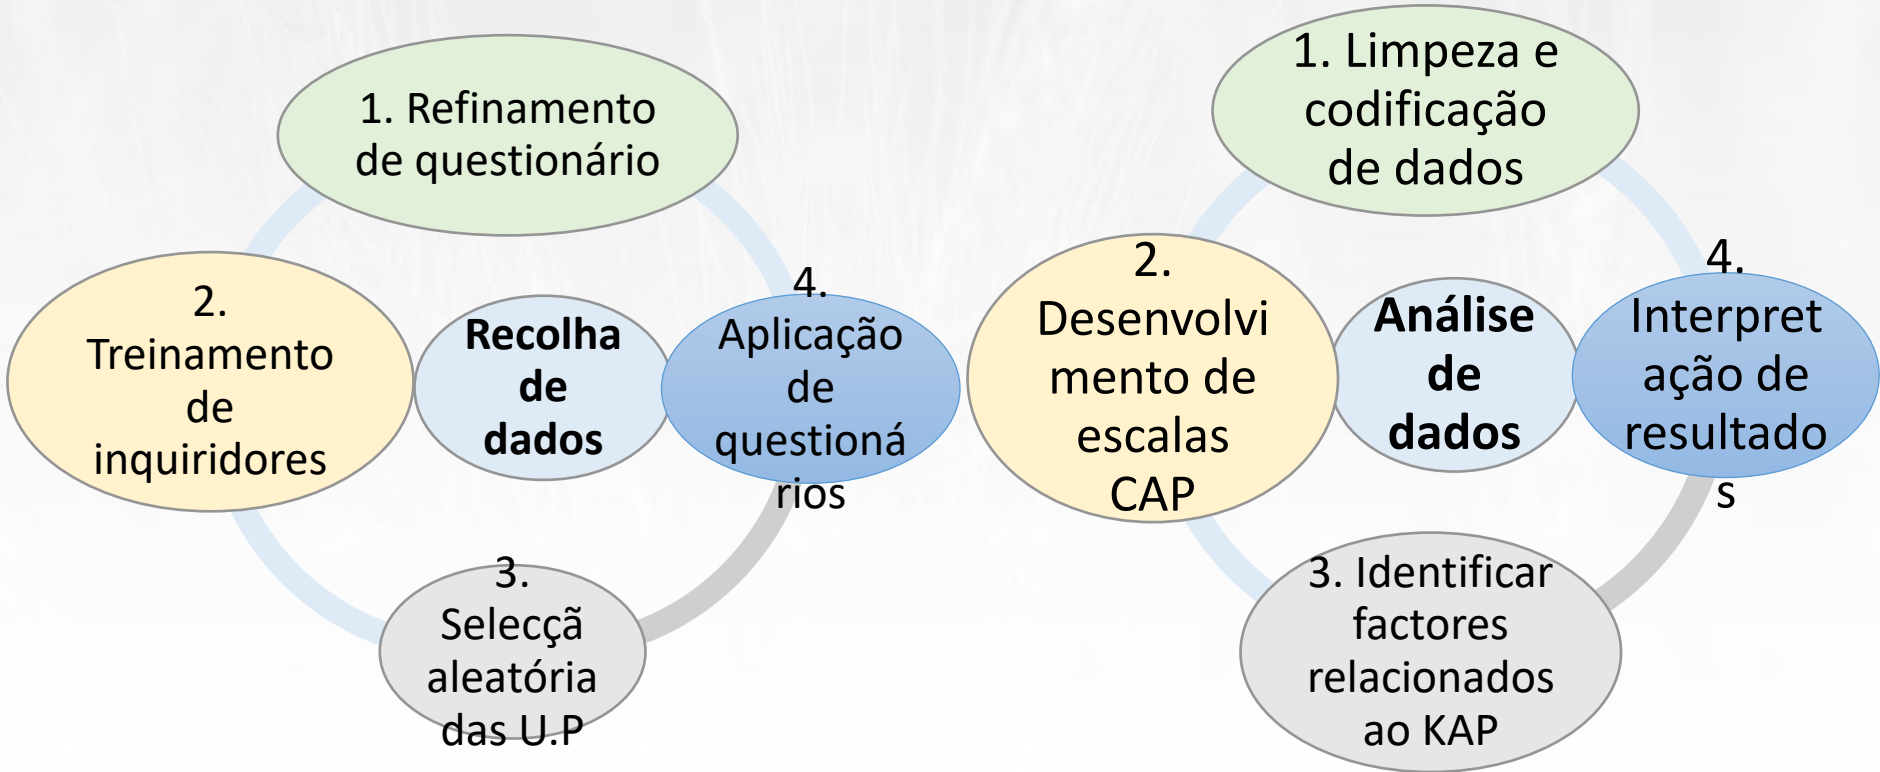 1. Refinamento
de questionário
2.
Treinamento
de
inquiridores
Recolha
de
dados
4.
Aplicação
de
questioná
rios
3.
Selecçã
aleatória
das U.P
1. Limpeza e
codificação
de dados
2.
Desenvolvi
mento de
escalas
CAP
Análise
de
dados
4.
Interpret
ação de
resultado
s
3. Identificar
factores
relacionados
ao KAP